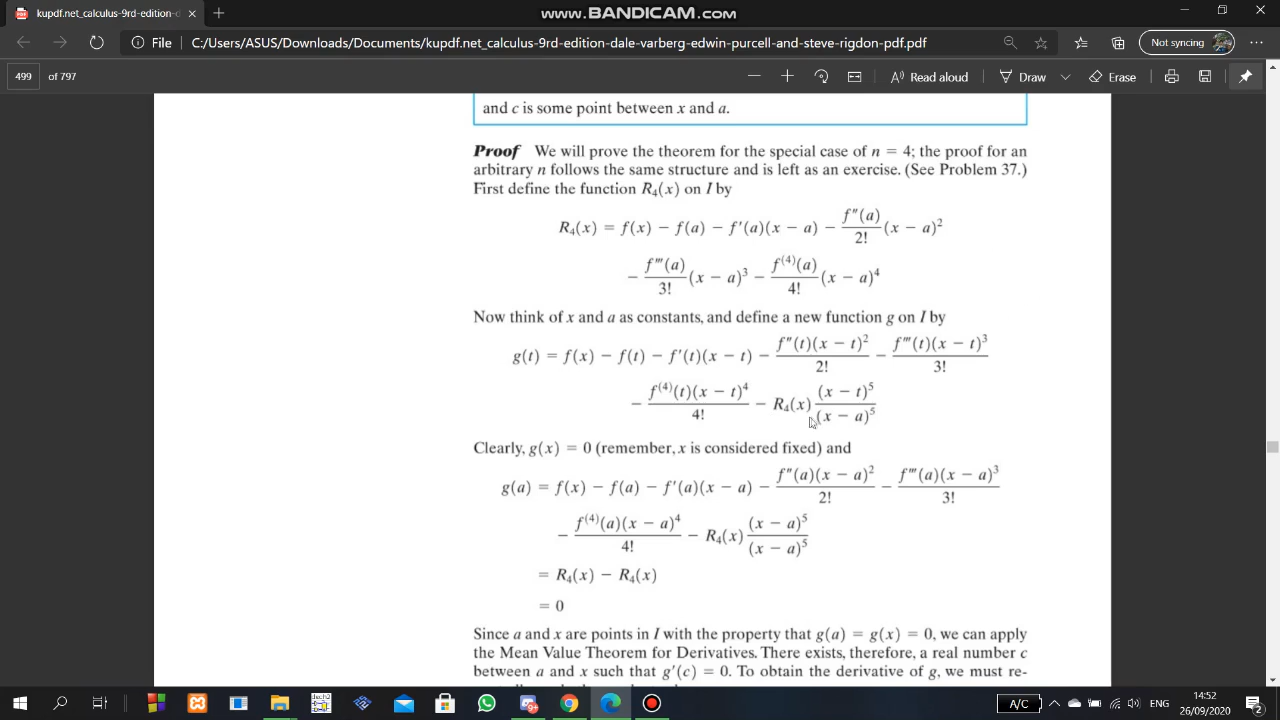 kupdf.net_calculus-9rd-edition-d
www.BANDICAM.com
File C:/Users/ASUS/Downloads/Documents/kupdf.net_calculus-9rd-edition-dale-varberg-edwin-purcell-and-steve-rigdon-pdf.pdf Not syncing
499 of 797 Read aloud Draw Erase
and c is some point between x and a.
Proof We will prove the theorem for the special case of n = 4; the proof for an
arbitrary n follows the same structure and is left as an exercise. (See Problem 37.)
First define the function R₄(x) on I by
R₄(x) = f(x) − f(a) − f′(a)(x − a) − f″(a)/2! (x − a)²
− f‴(a)/3! (x − a)³ − f⁽⁴⁾(a)/4! (x − a)⁴
Now think of x and a as constants, and define a new function g on I by
g(t) = f(x) − f(t) − f′(t)(x − t) − f″(t)(x − t)²/2! − f‴(t)(x − t)³/3!
− f⁽⁴⁾(t)(x − t)⁴/4! − R₄(x) (x − t)⁵/(x − a)⁵
Clearly, g(x) = 0 (remember, x is considered fixed) and
g(a) = f(x) − f(a) − f′(a)(x − a) − f″(a)(x − a)²/2! − f‴(a)(x − a)³/3!
− f⁽⁴⁾(a)(x − a)⁴/4! − R₄(x) (x − a)⁵/(x − a)⁵
= R₄(x) − R₄(x)
= 0
Since a and x are points in I with the property that g(a) = g(x) = 0, we can apply
the Mean Value Theorem for Derivatives. There exists, therefore, a real number c
between a and x such that g′(c) = 0. To obtain the derivative of g, we must re-
A/C 14:52
26/09/2020